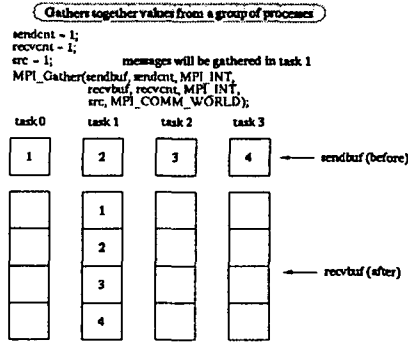 Gathers together values from a group of processes
sendcnt = 1;
recvcnt = 1;
src = 1; messages will be gathered in task 1
MPI_Gather(sendbuf, sendcnt, MPI_INT,
recvbuf, recvcnt, MPI_INT,
src, MPI_COMM_WORLD);
task 0 task 1 task 2 task 3
1 2 3 4 sendbuf (before)
1
2
3 recvbuf (after)
4